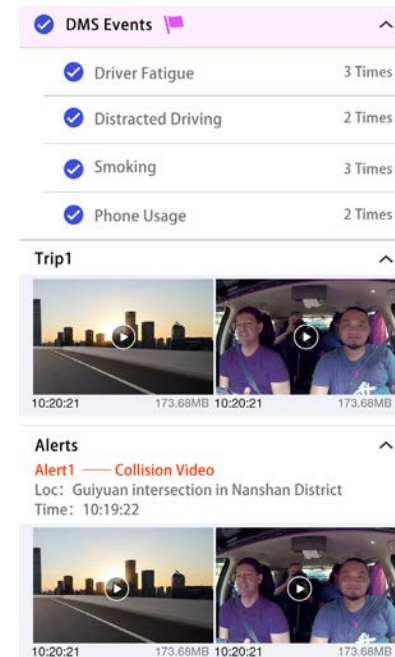 DMS Events
Driver Fatigue 3 Times
Distracted Driving 2 Times
Smoking 3 Times
Phone Usage 2 Times
Trip1
10:20:21 173.68MB 10:20:21 173.68MB
Alerts
Alert1 —— Collision Video
Loc: Guiyuan intersection in Nanshan District
Time: 10:19:22
10:20:21 173.68MB 10:20:21 173.68MB